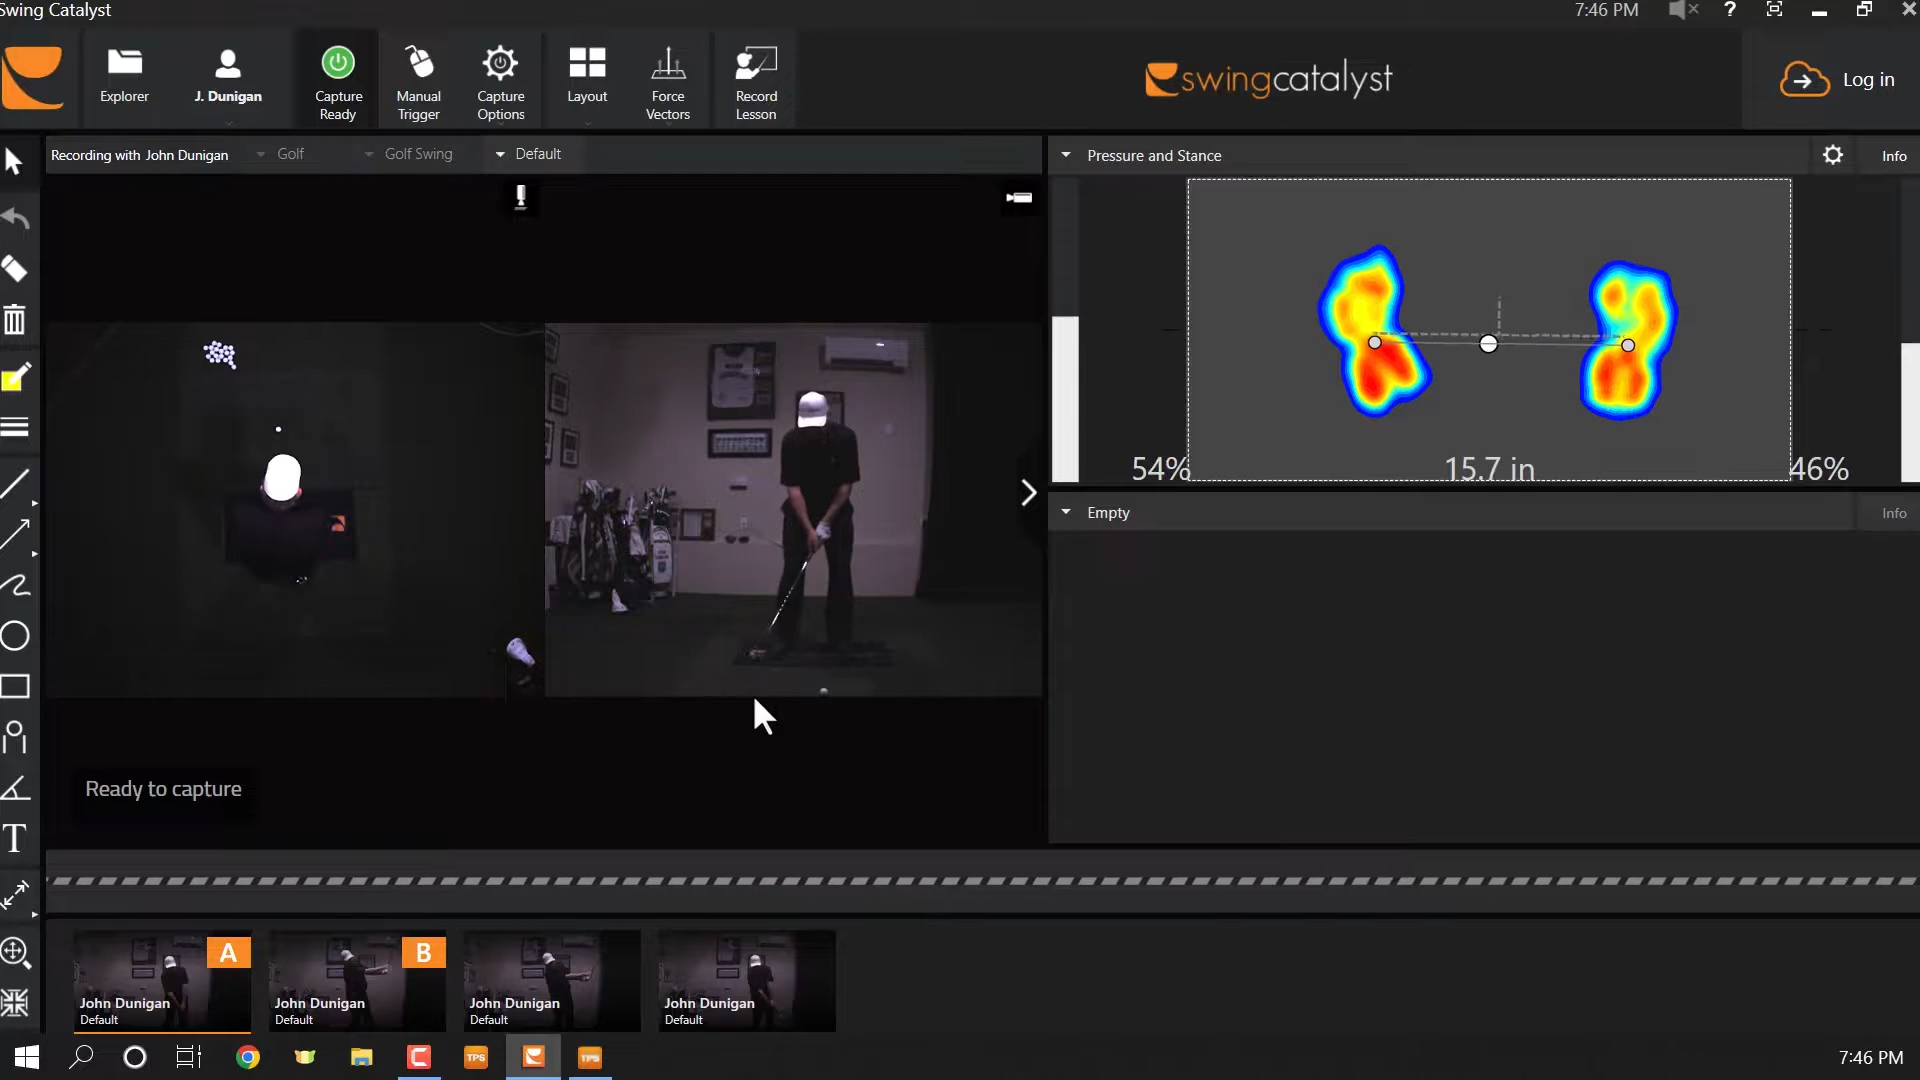 Swing Catalyst
7:46 PM
?
Explorer
J. Dunigan
Capture
Ready
Manual
Trigger
Capture
Options
Layout
Force
Vectors
Record
Lesson
swingcatalyst
Log in
Recording with John Dunigan
Golf
Golf Swing
Default
Pressure and Stance
Info
54%
15.7 in
46%
Empty
Info
Ready to capture
T
A
John Dunigan
Default
B
John Dunigan
Default
John Dunigan
Default
John Dunigan
Default
TPS
TPS
7:46 PM